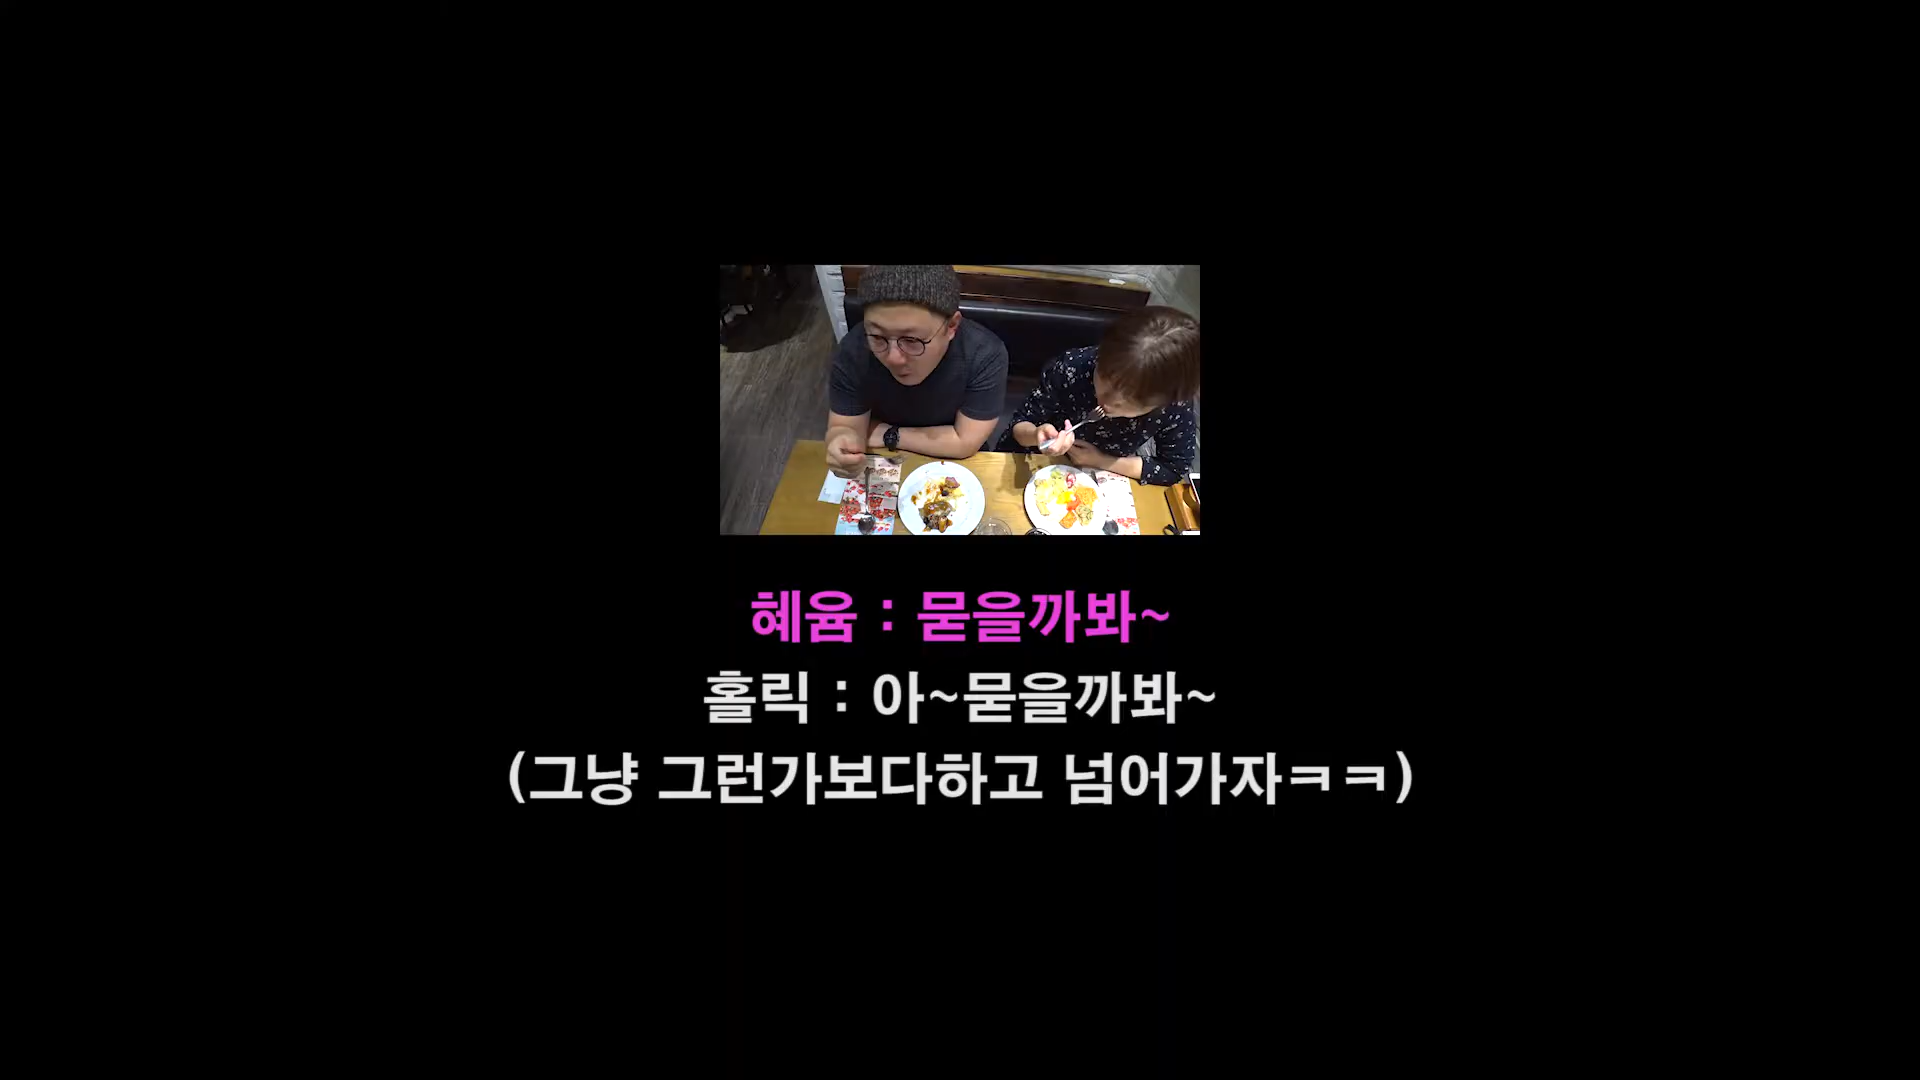 혜윰 : 묻을까봐~
홀릭 : 아~묻을까봐~
(그냥 그런가보다하고 넘어가자ㅋㅋ)